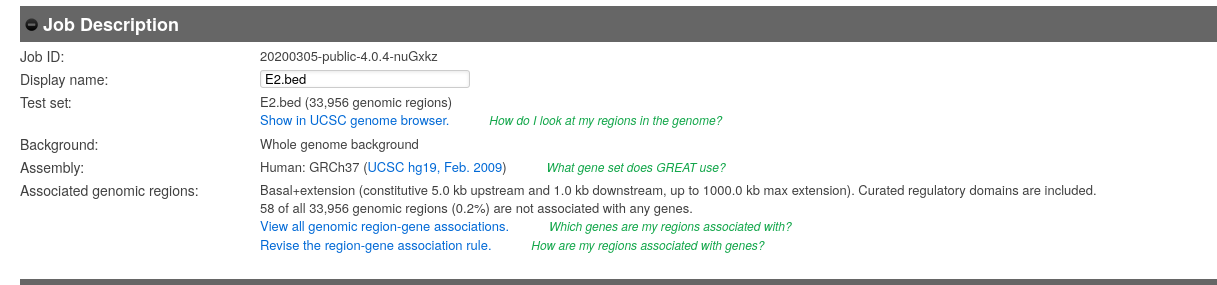 Job Description
Job ID: 20200305-public-4.0.4-nuGxkz
Display name: E2.bed
Test set: E2.bed (33,956 genomic regions)
Show in UCSC genome browser. How do I look at my regions in the genome?
Background: Whole genome background
Assembly: Human: GRCh37 (UCSC hg19, Feb. 2009) What gene set does GREAT use?
Associated genomic regions: Basal+extension (constitutive 5.0 kb upstream and 1.0 kb downstream, up to 1000.0 kb max extension). Curated regulatory domains are included.
58 of all 33,956 genomic regions (0.2%) are not associated with any genes.
View all genomic region-gene associations. Which genes are my regions associated with?
Revise the region-gene association rule. How are my regions associated with genes?